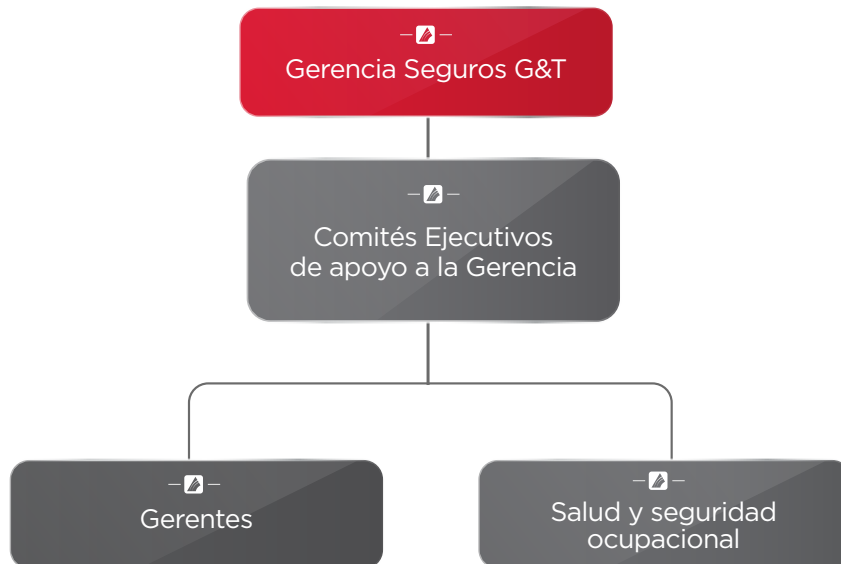 Gerencia Seguros G&T
Comités Ejecutivos
de apoyo a la Gerencia
Gerentes
Salud y seguridad
ocupacional